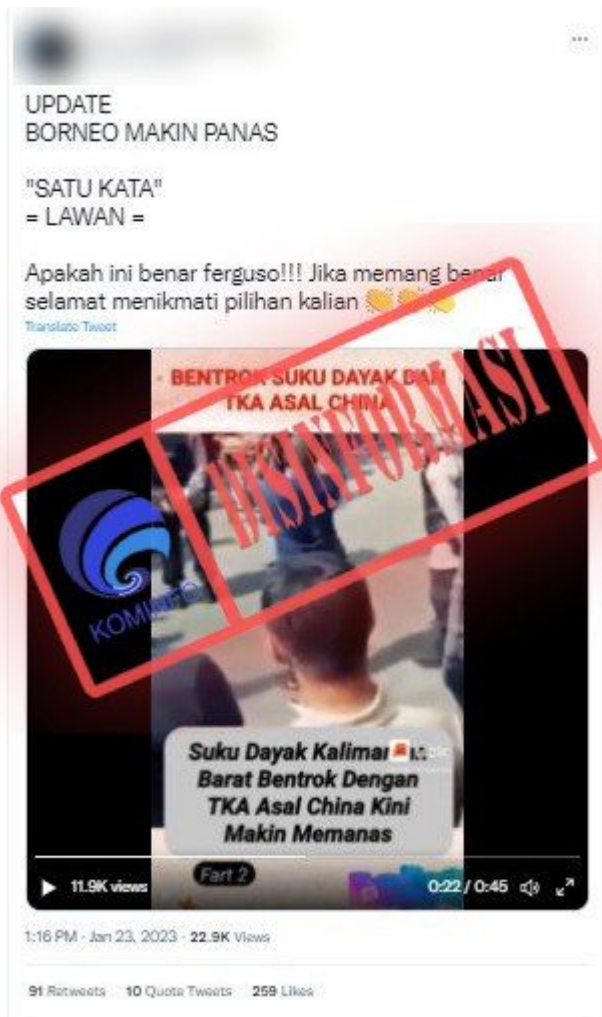 UPDATE
BORNEO MAKIN PANAS
"SATU KATA"
= LAWAN =
Apakah ini benar ferguso!!! Jika memang benar
selamat menikmati pilihan kalian 👏👏👏
Translate Tweet
BENTROK SUKU DAYAK DAN
TKA ASAL CHINA
DISINFORMASI
KOMINFO
Suku Dayak Kalimantan
Barat Bentrok Dengan
TKA Asal China Kini
Makin Memanas
Part 2
11.9K views
0:22 / 0:45
1:16 PM · Jan 23, 2023 · 22.9K Views
91 Retweets 10 Quote Tweets 259 Likes